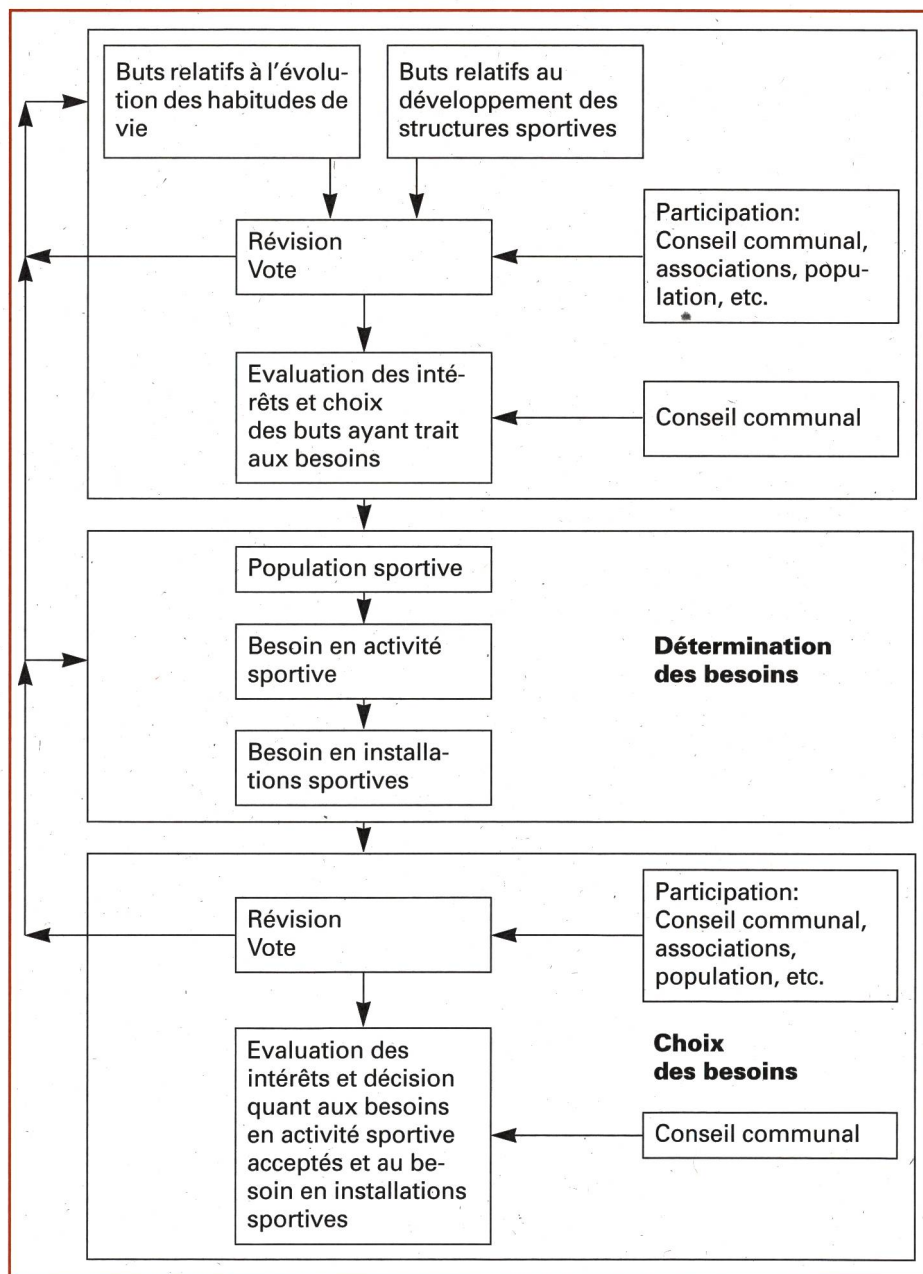 Buts relatifs à l'évolu-
tion des habitudes de
vie
Buts relatifs au
développement des
structures sportives
Révision
Vote
Participation:
Conseil communal,
associations, popu-
lation, etc.
Evaluation des inté-
rêts et choix
des buts ayant trait
aux besoins
Conseil communal
Population sportive
Besoin en activité
sportive
Besoin en installa-
tions sportives
Détermination
des besoins
Révision
Vote
Participation:
Conseil communal,
associations,
population, etc.
Evaluation des
intérêts et décision
quant aux besoins
en activité sportive
acceptés et au be-
soin en installations
sportives
Choix
des besoins
Conseil communal